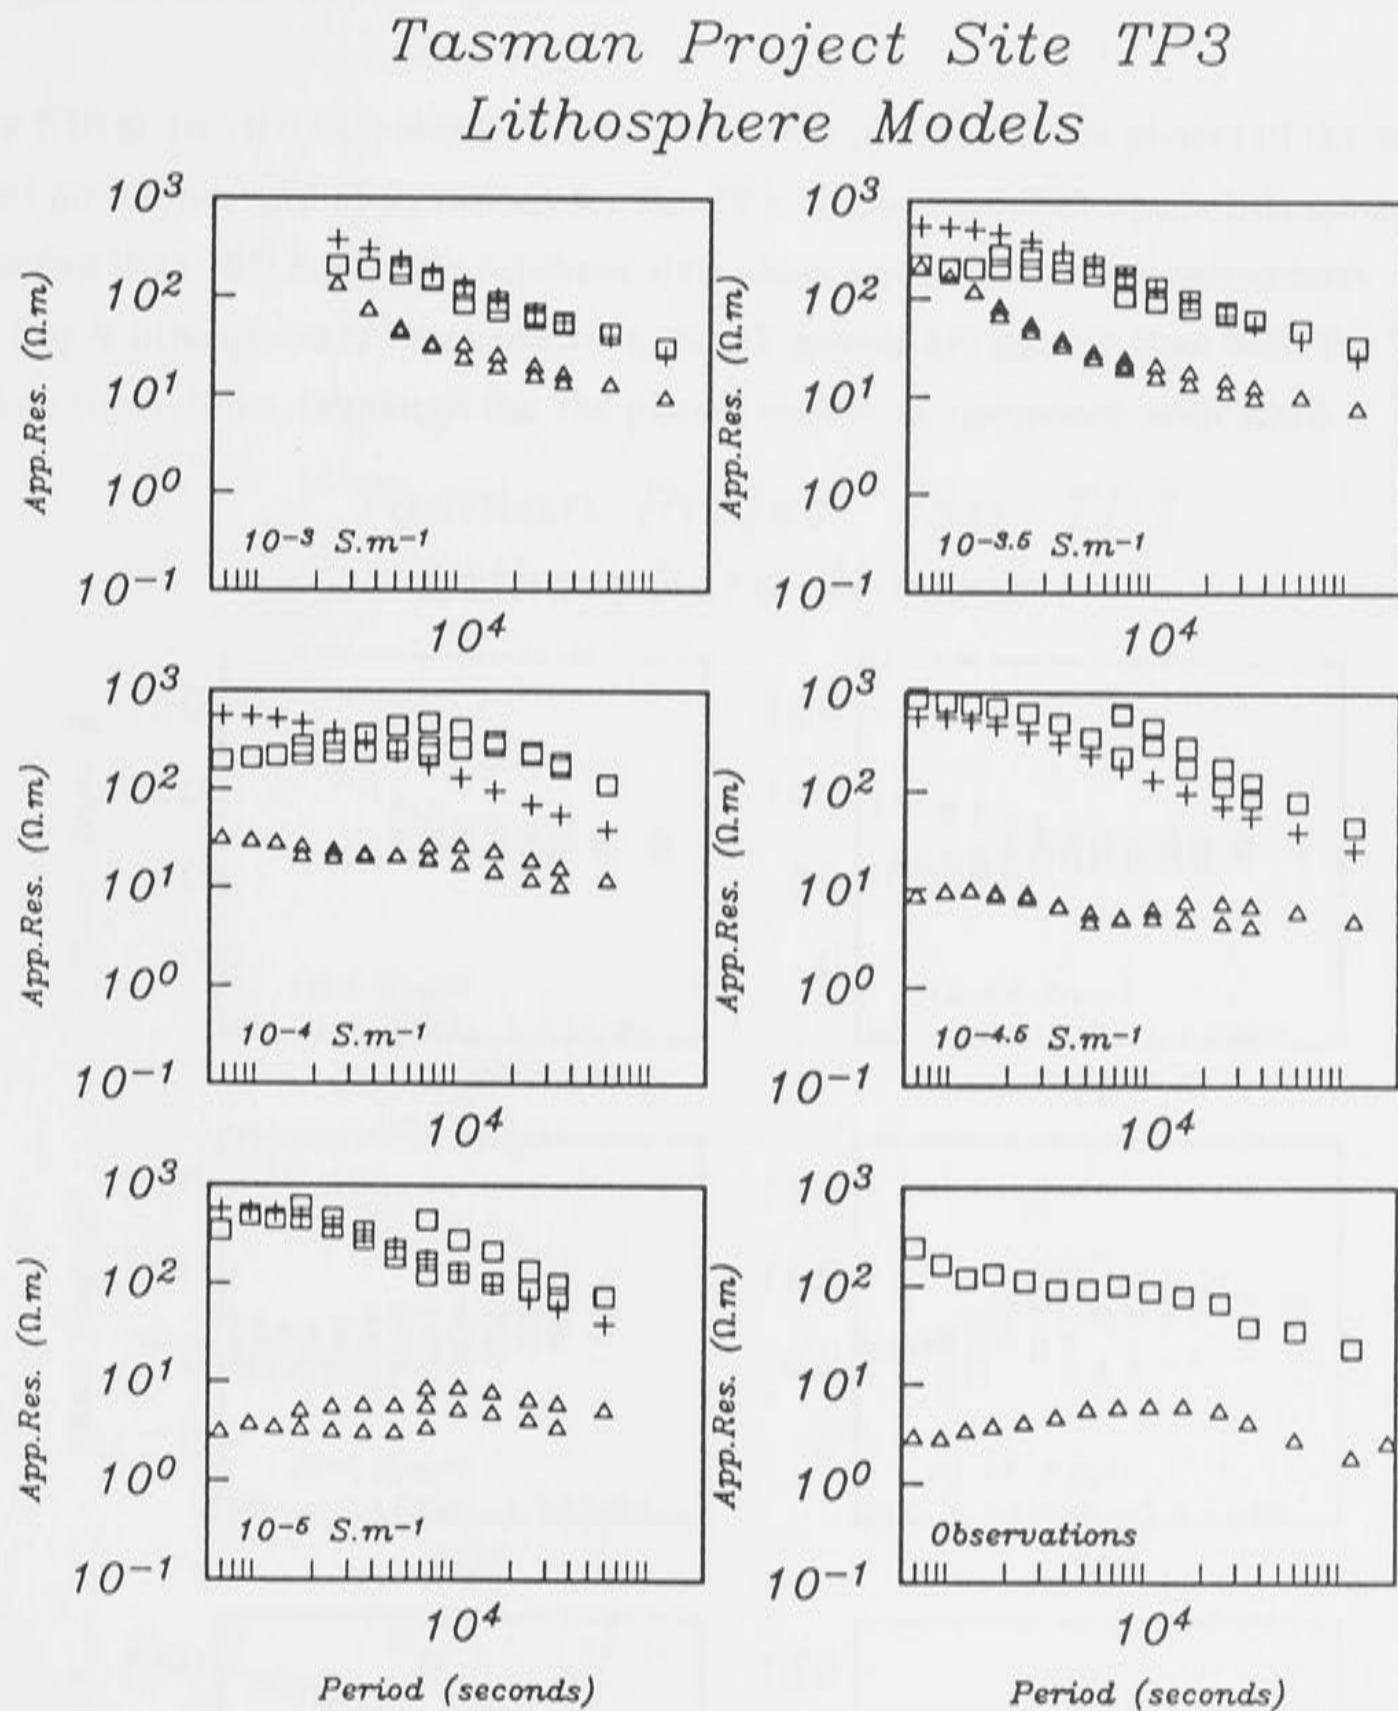 Tasman Project Site TP3
Lithosphere Models
App.Res. (Ω.m)
10³
10²
10¹
10⁰
10⁻¹
10⁻³ S.m⁻¹
10⁴
App.Res. (Ω.m)
10³
10²
10¹
10⁰
10⁻¹
10⁻³·⁵ S.m⁻¹
10⁴
App.Res. (Ω.m)
10³
10²
10¹
10⁰
10⁻¹
10⁻⁴ S.m⁻¹
10⁴
App.Res. (Ω.m)
10³
10²
10¹
10⁰
10⁻¹
10⁻⁴·⁵ S.m⁻¹
10⁴
App.Res. (Ω.m)
10³
10²
10¹
10⁰
10⁻¹
10⁻⁵ S.m⁻¹
10⁴
Period (seconds)
App.Res. (Ω.m)
10³
10²
10¹
10⁰
10⁻¹
Observations
10⁴
Period (seconds)